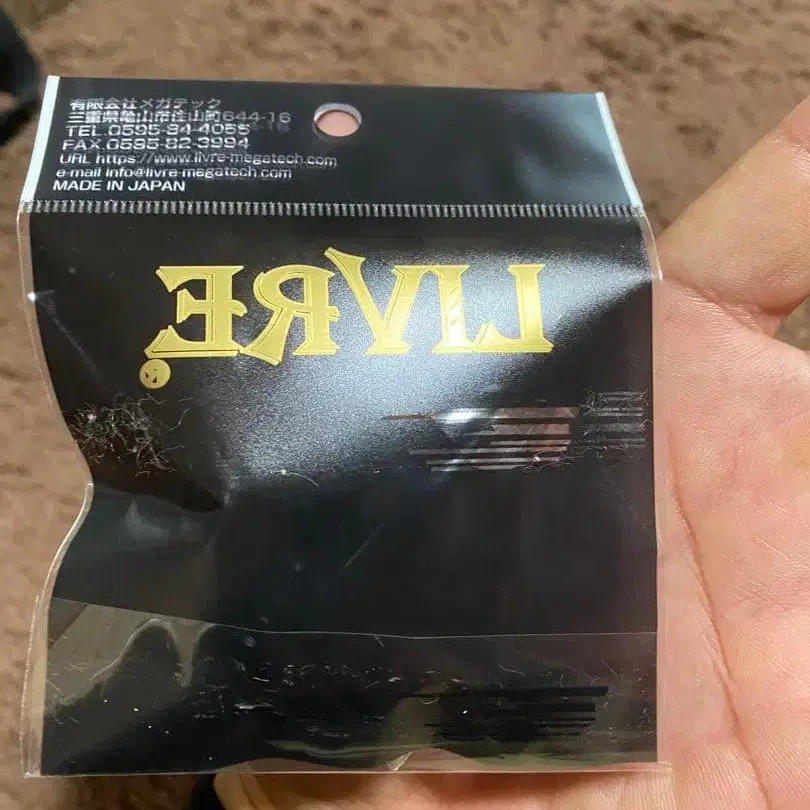 有限会社メガテック
三重県亀山市住山町644-16
TEL.0595-84-4055
FAX.0595-82-3994
URL https://www.livre-megatech.com
e-mail info@livre-megatech.com
MADE IN JAPAN
LIVRE